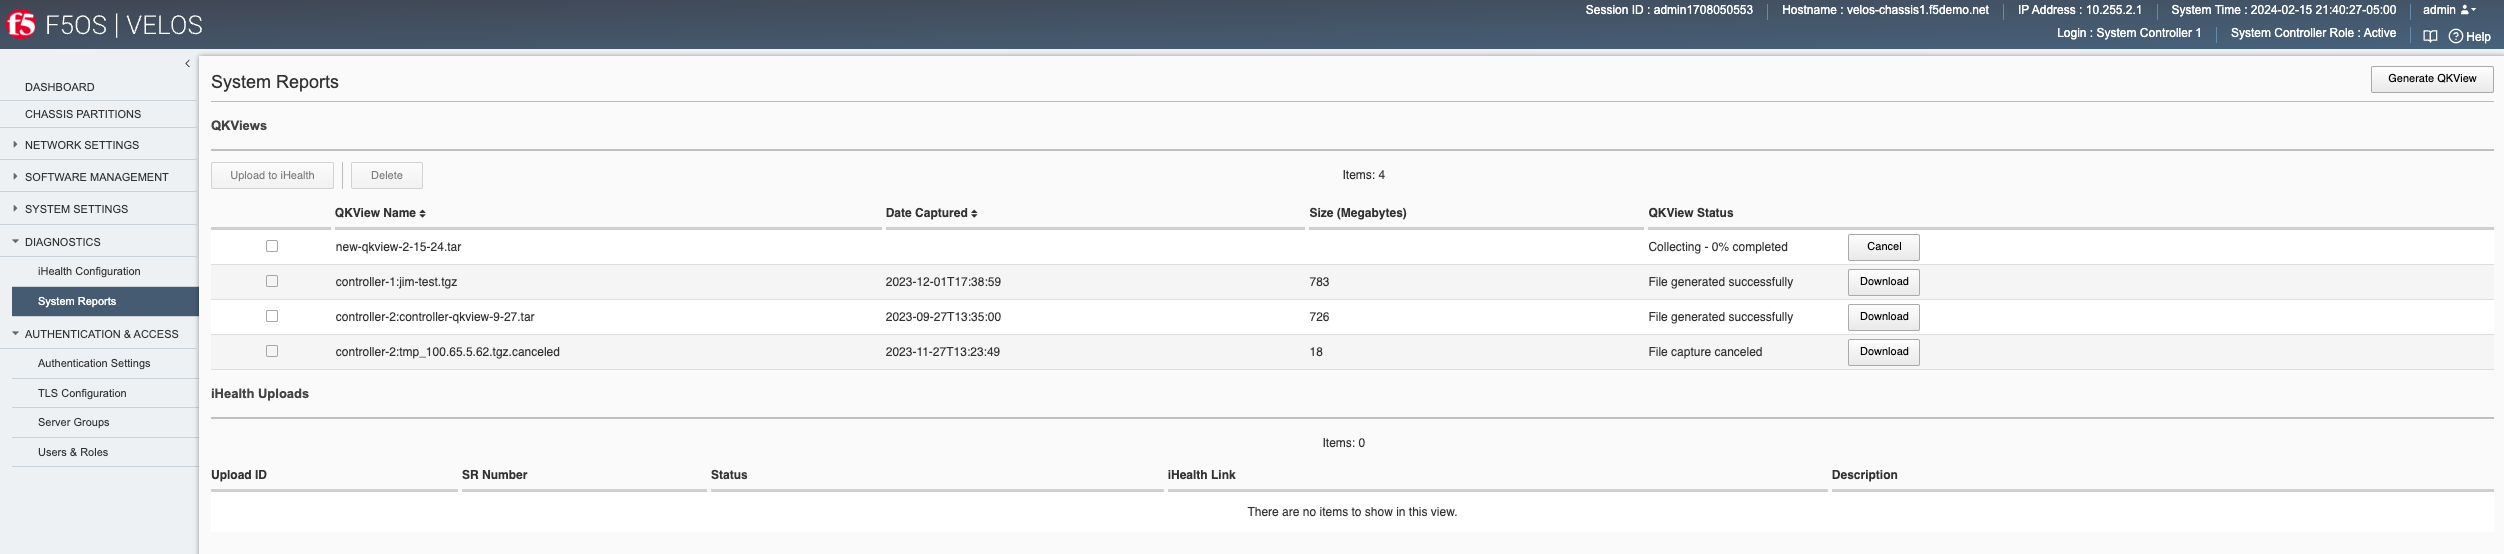 f5 F5OS | VELOS
Session ID : admin1708050553 Hostname : velos-chassis1.f5demo.net IP Address : 10.255.2.1 System Time : 2024-02-15 21:40:27-05:00 admin
Login : System Controller 1 System Controller Role : Active Help
DASHBOARD
CHASSIS PARTITIONS
NETWORK SETTINGS
SOFTWARE MANAGEMENT
SYSTEM SETTINGS
DIAGNOSTICS
iHealth Configuration
System Reports
AUTHENTICATION & ACCESS
Authentication Settings
TLS Configuration
Server Groups
Users & Roles
System Reports
Generate QKView
QKViews
Upload to iHealth Delete Items: 4
QKView Name Date Captured Size (Megabytes) QKView Status
new-qkview-2-15-24.tar Collecting - 0% completed Cancel
controller-1:jim-test.tgz 2023-12-01T17:38:59 783 File generated successfully Download
controller-2:controller-qkview-9-27.tar 2023-09-27T13:35:00 726 File generated successfully Download
controller-2:tmp_100.65.5.62.tgz.canceled 2023-11-27T13:23:49 18 File capture canceled Download
iHealth Uploads
Items: 0
Upload ID SR Number Status iHealth Link Description
There are no items to show in this view.